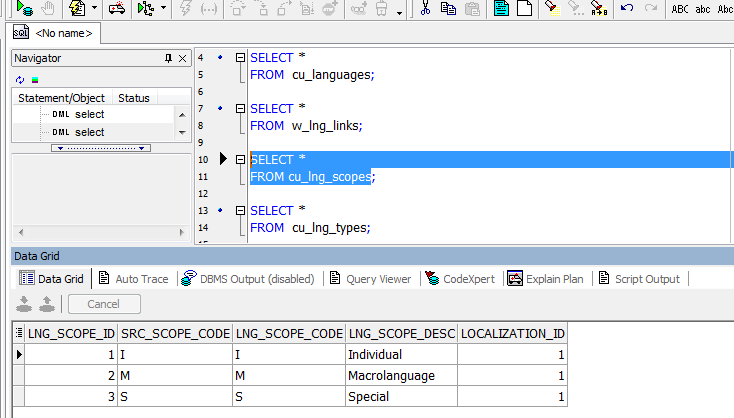 ABC abc Abc
SQL <No name>
Navigator
Statement/Object Status
DML select
DML select
4 SELECT *
5 FROM cu_languages;
6
7 SELECT *
8 FROM w_lng_links;
9
10 SELECT *
11 FROM cu_lng_scopes;
12
13 SELECT *
14 FROM cu_lng_types;
Data Grid
Data Grid Auto Trace DBMS Output (disabled) Query Viewer CodeXpert Explain Plan Script Output
Cancel
LNG_SCOPE_ID SRC_SCOPE_CODE LNG_SCOPE_CODE LNG_SCOPE_DESC LOCALIZATION_ID
1 I I Individual 1
2 M M Macrolanguage 1
3 S S Special 1